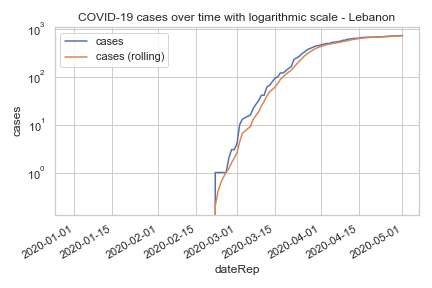 COVID-19 cases over time with logarithmic scale - Lebanon
cases
cases (rolling)
10³
10²
10¹
10⁰
cases
2020-01-01
2020-01-15
2020-02-01
2020-02-15
2020-03-01
2020-03-15
2020-04-01
2020-04-15
2020-05-01
dateRep